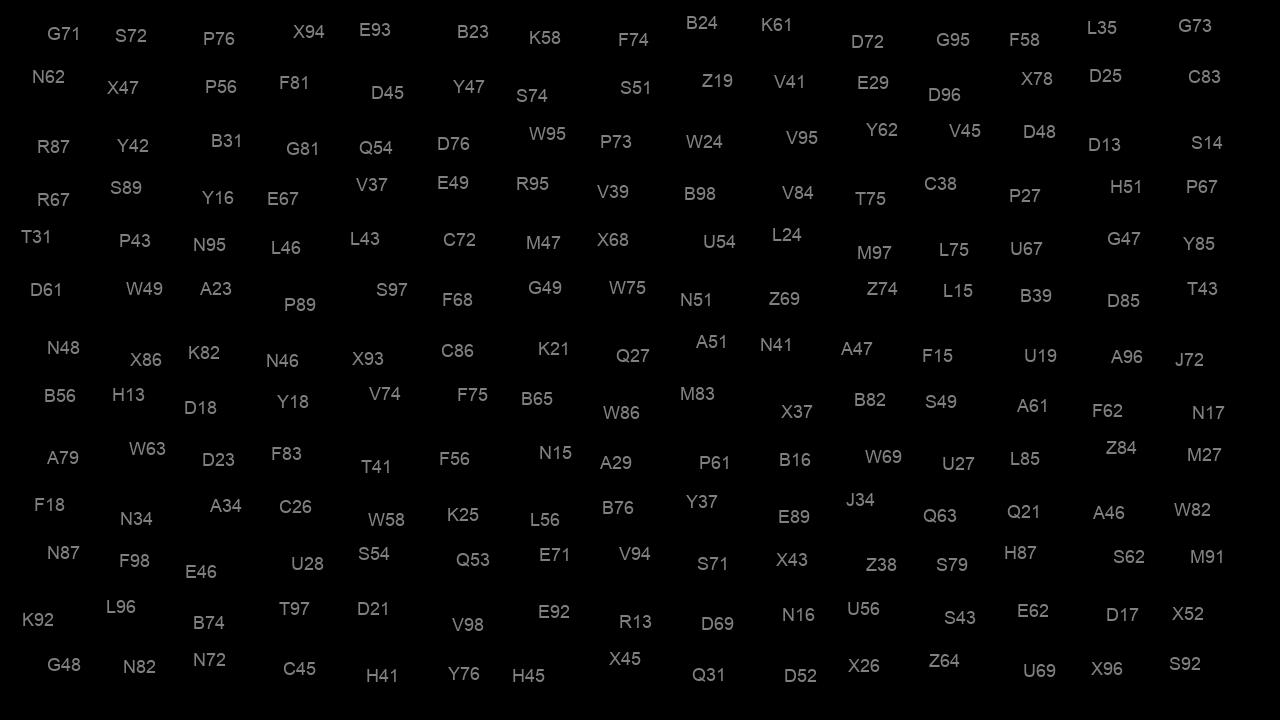 G71 S72 P76 X94 E93 B23 K58 F74 B24 K61 D72 G95 F58 L35 G73
N62 X47 P56 F81 D45 Y47 S74 S51 Z19 V41 E29 D96 X78 D25 C83
R87 Y42 B31 G81 Q54 D76 W95 P73 W24 V95 Y62 V45 D48 D13 S14
R67 S89 Y16 E67 V37 E49 R95 V39 B98 V84 T75 C38 P27 H51 P67
T31 P43 N95 L46 L43 C72 M47 X68 U54 L24 M97 L75 U67 G47 Y85
D61 W49 A23 P89 S97 F68 G49 W75 N51 Z69 Z74 L15 B39 D85 T43
N48 X86 K82 N46 X93 C86 K21 Q27 A51 N41 A47 F15 U19 A96 J72
B56 H13 D18 Y18 V74 F75 B65 W86 M83 X37 B82 S49 A61 F62 N17
A79 W63 D23 F83 T41 F56 N15 A29 P61 B16 W69 U27 L85 Z84 M27
F18 N34 A34 C26 W58 K25 L56 B76 Y37 E89 J34 Q63 Q21 A46 W82
N87 F98 E46 U28 S54 Q53 E71 V94 S71 X43 Z38 S79 H87 S62 M91
K92 L96 B74 T97 D21 V98 E92 R13 D69 N16 U56 S43 E62 D17 X52
G48 N82 N72 C45 H41 Y76 H45 X45 Q31 D52 X26 Z64 U69 X96 S92